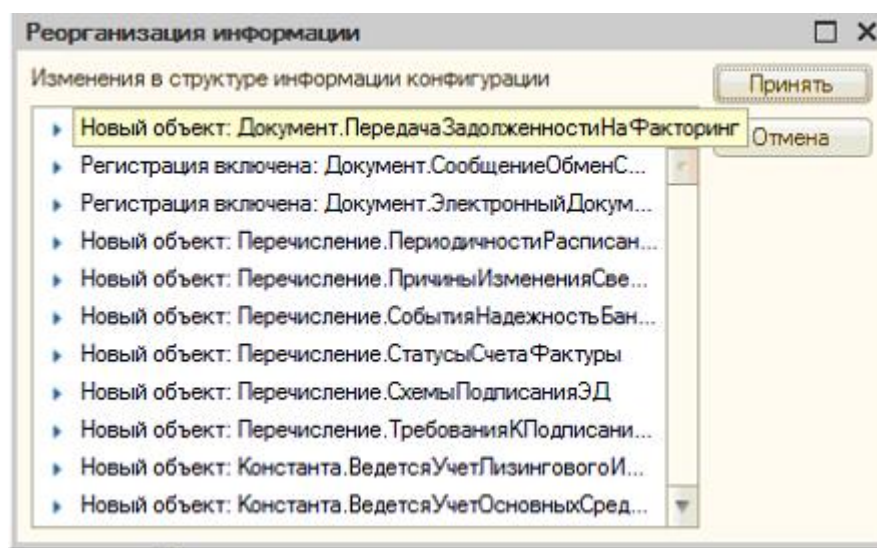 Реорганизация информации
Изменения в структуре информации конфигурации
Принять
Новый объект: Документ.ПередачаЗадолженностиНаФакторинг
Отмена
Регистрация включена: Документ.СообщениеОбменС...
Регистрация включена: Документ.ЭлектронныйДокум...
Новый объект: Перечисление.ПериодичностиРасписан...
Новый объект: Перечисление.ПричиныИзмененияСве...
Новый объект: Перечисление.СобытияНадежностьБан...
Новый объект: Перечисление.СтатусыСчетаФактуры
Новый объект: Перечисление.СхемыПодписанияЭД
Новый объект: Перечисление.ТребованияКПодписани...
Новый объект: Константа.ВедетсяУчетЛизинговогоИ...
Новый объект: Константа.ВедетсяУчетОсновныхСред...